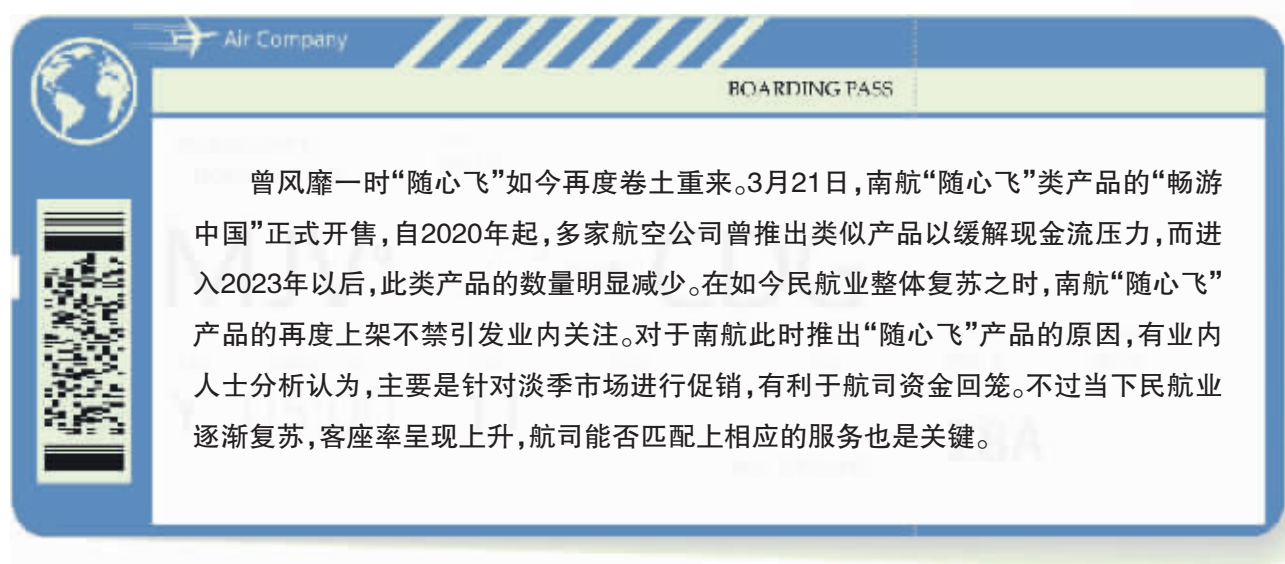 Air Company
BOARDING PASS
曾风靡一时“随心飞”如今再度卷土重来。3月21日,南航“随心飞”类产品的“畅游
中国”正式开售,自2020年起,多家航空公司曾推出类似产品以缓解现金流压力,而进
入2023年以后,此类产品的数量明显减少。在如今民航业整体复苏之时,南航“随心飞”
产品的再度上架不禁引发业内关注。对于南航此时推出“随心飞”产品的原因,有业内
人士分析认为,主要是针对淡季市场进行促销,有利于航司资金回笼。不过当下民航业
逐渐复苏,客座率呈现上升,航司能否匹配上相应的服务也是关键。